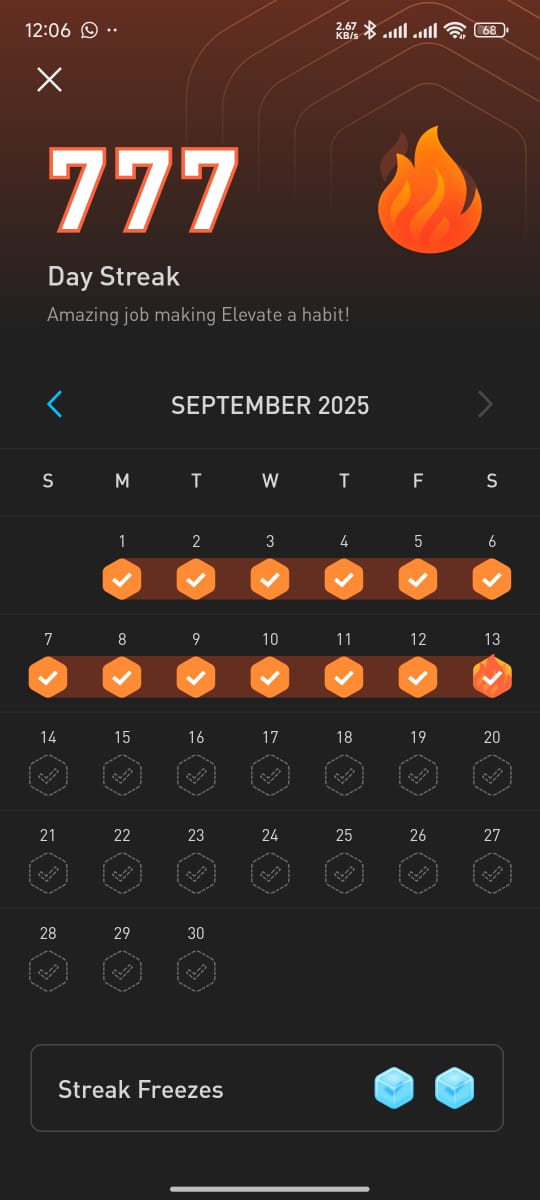 12:06
2.67 KB/s
68
777
Day Streak
Amazing job making Elevate a habit!
SEPTEMBER 2025
S M T W T F S
1 2 3 4 5 6
7 8 9 10 11 12 13
14 15 16 17 18 19 20
21 22 23 24 25 26 27
28 29 30
Streak Freezes